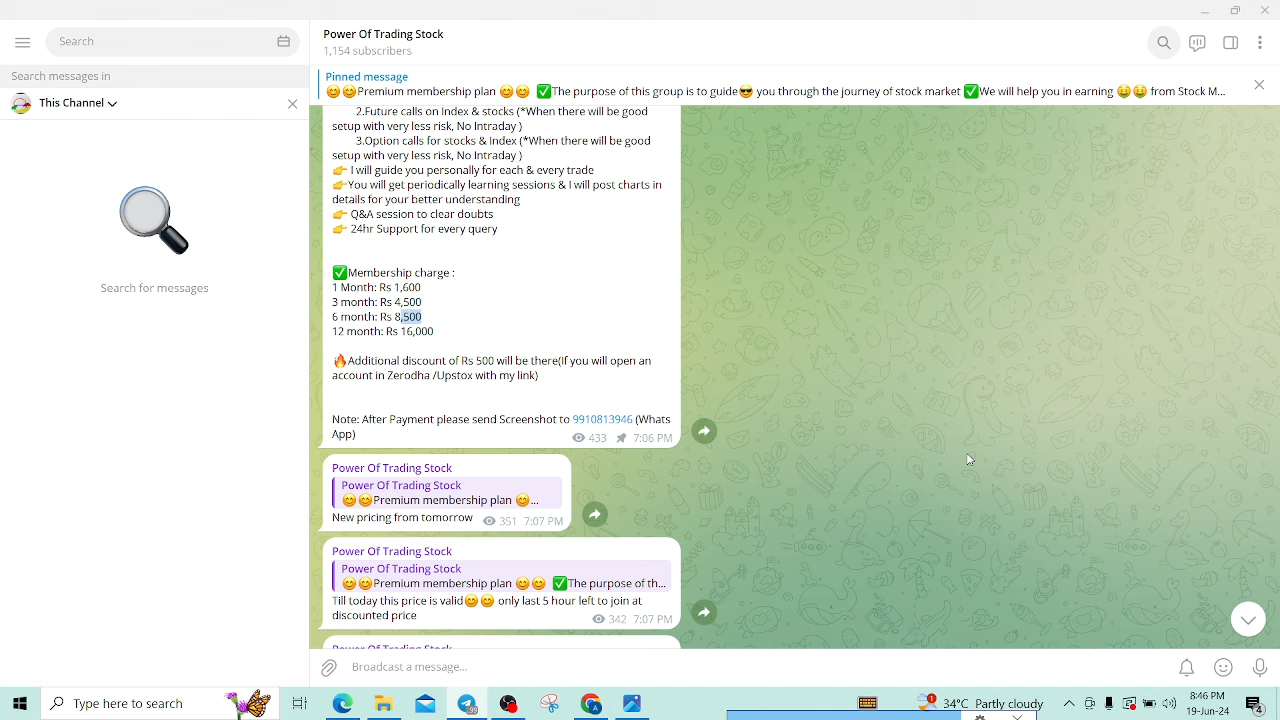 Search
Power Of Trading Stock
1,154 subscribers
Search messages in
This Channel
Search for messages
Pinned message
😊😊Premium membership plan 😊😊 ✅The purpose of this group is to guide😎 you through the journey of stock market ✅We will help you in earning 🤑🤑 from Stock M...
2.Future calls on Index & stocks (*When there will be good
setup with very less risk, No Intraday )
3.Option calls for stocks & Index (*When there will be good
setup with very less risk, No Intraday )
👉 I will guide you personally for each & every trade
👉You will get periodically learning sessions & I will post charts in
details for your better understanding
👉 Q&A session to clear doubts
👉 24hr Support for every query
✅Membership charge :
1 Month: Rs 1,600
3 month: Rs 4,500
6 month: Rs 8,500
12 month: Rs 16,000
🔥Additional discount of Rs 500 will be there(If you will open an
account in Zerodha /Upstox with my link)
Note: After Payment please send Screenshot to 9910813946 (Whats
App)
433 7:06 PM
Power Of Trading Stock
Power Of Trading Stock
😊😊Premium membership plan 😊...
New pricing from tomorrow 351 7:07 PM
Power Of Trading Stock
Power Of Trading Stock
😊😊Premium membership plan 😊😊 ✅The purpose of th...
Till today this price is valid😊😊 only last 5 hour left to join at
discounted price
342 7:07 PM
Broadcast a message...
Type here to search
34°C Partly cloudy
8:46 PM
19-Jun-24